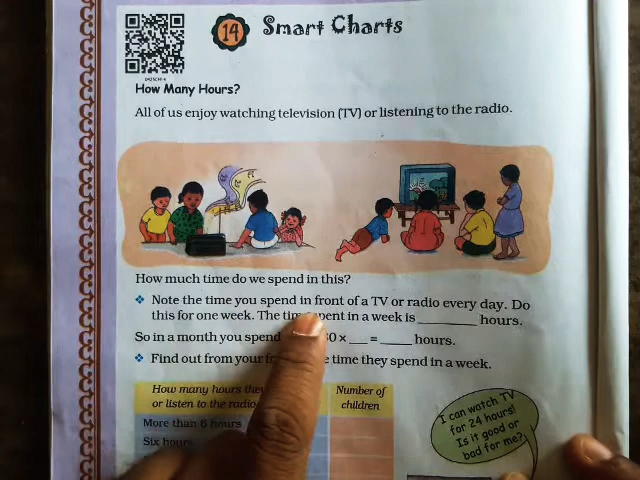 14 Smart Charts
How Many Hours?
All of us enjoy watching television (TV) or listening to the radio.
How much time do we spend in this?
❖ Note the time you spend in front of a TV or radio every day. Do
this for one week. The time spent in a week is __________ hours.
So in a month you spend 30 × ___ = _____ hours.
❖ Find out from your time they spend in a week.
How many hours they
or listen to the radio
Number of
children
More than 6 hours
Six hours
I can watch TV
for 24 hours!
Is it good or
bad for me?